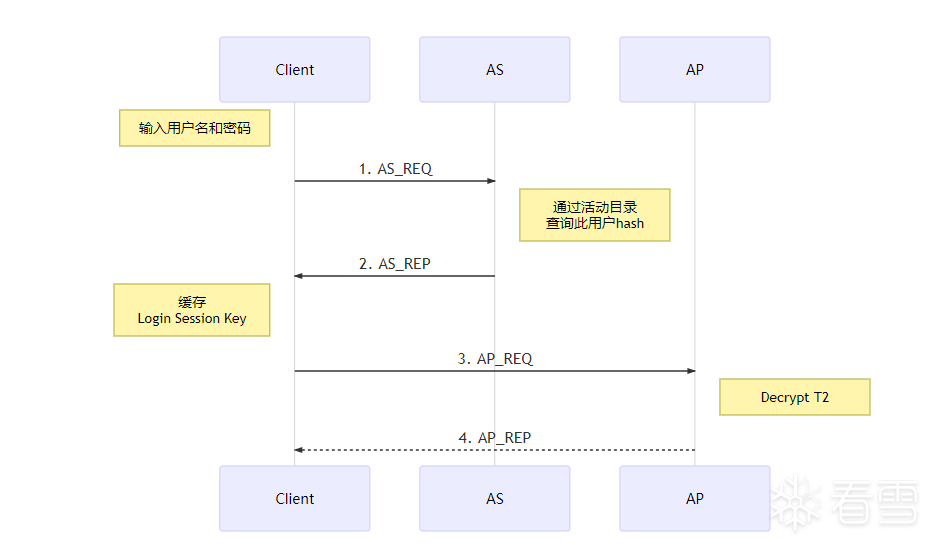 Client
AS
AP
输入用户名和密码
1. AS_REQ
通过活动目录
查询此用户hash
2. AS_REP
缓存
Login Session Key
3. AP_REQ
Decrypt T2
4. AP_REP
Client
AS
AP
看雪